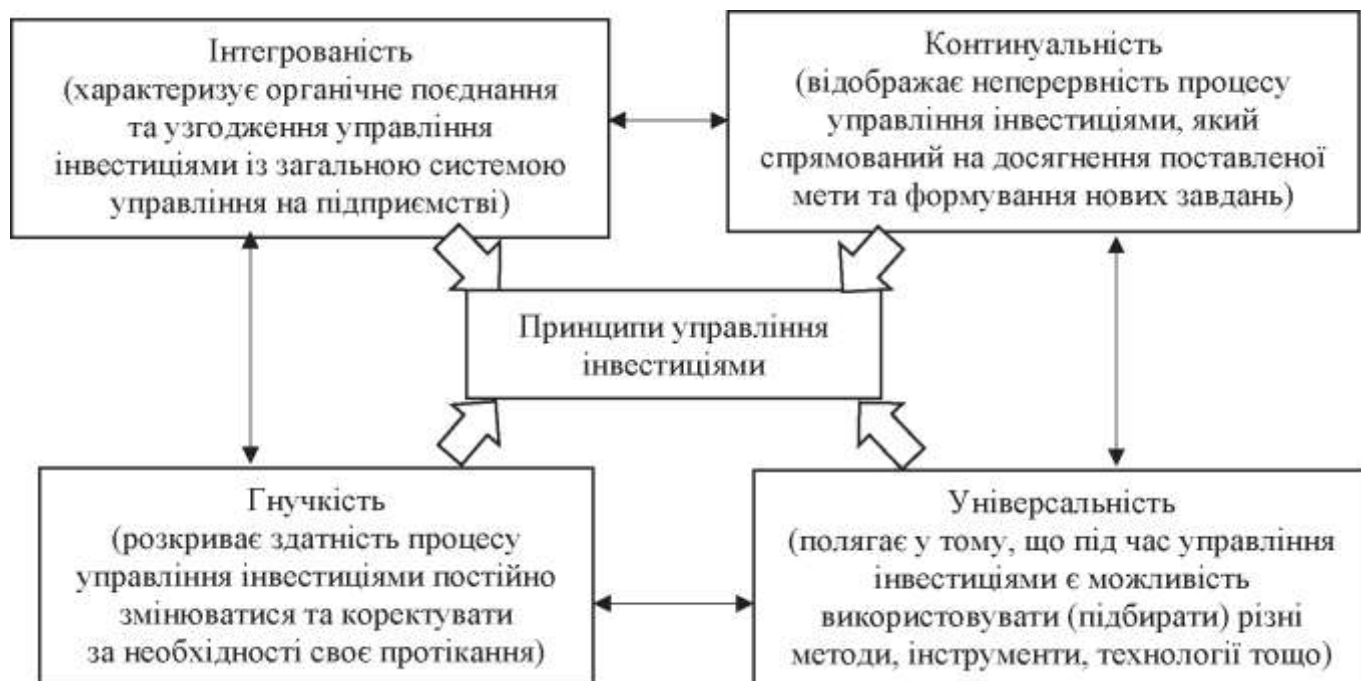 Інтегрованість
(характеризує органічне поєднання
та узгодження управління
інвестиціями із загальною системою
управління на підприємстві)
Континуальність
(відображає неперервність процесу
управління інвестиціями, який
спрямований на досягнення поставленої
мети та формування нових завдань)
Принципи управління
інвестиціями
Гнучкість
(розкриває здатність процесу
управління інвестиціями постійно
змінюватися та коректувати
за необхідності своє протікання)
Універсальність
(полягає у тому, що під час управління
інвестиціями є можливість
використовувати (підбирати) різні
методи, інструменти, технології тощо)